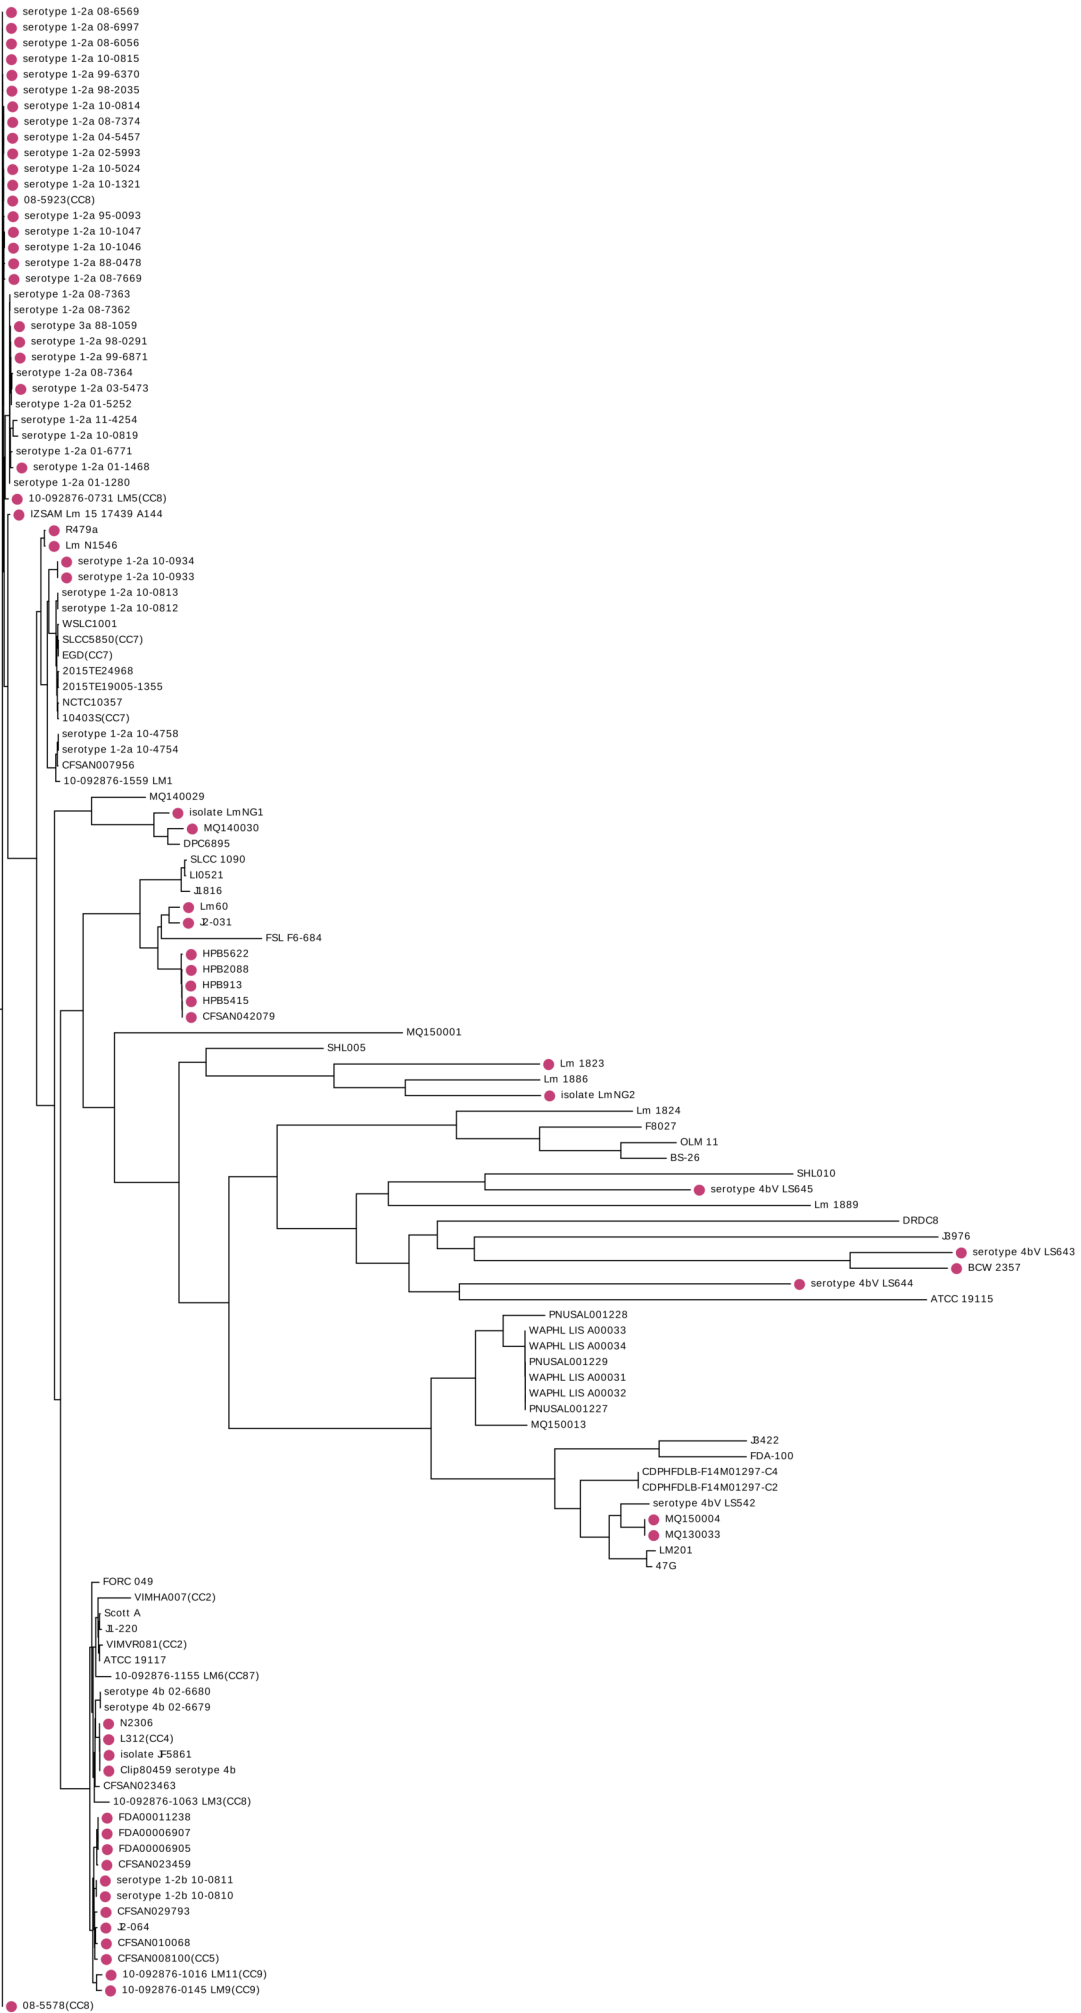 serotype 1-2a 08-6569
serotype 1-2a 08-6997
serotype 1-2a 08-6056
serotype 1-2a 10-0815
serotype 1-2a 99-6370
serotype 1-2a 98-2035
serotype 1-2a 10-0814
serotype 1-2a 08-7374
serotype 1-2a 04-5457
serotype 1-2a 02-5993
serotype 1-2a 10-5024
serotype 1-2a 10-1321
08-5923(CC8)
serotype 1-2a 95-0093
serotype 1-2a 10-1047
serotype 1-2a 10-1046
serotype 1-2a 88-0478
serotype 1-2a 08-7669
serotype 1-2a 08-7363
serotype 1-2a 08-7362
serotype 3a 88-1059
serotype 1-2a 98-0291
serotype 1-2a 99-6871
serotype 1-2a 08-7364
serotype 1-2a 03-5473
serotype 1-2a 01-5252
serotype 1-2a 11-4254
serotype 1-2a 10-0819
serotype 1-2a 01-6771
serotype 1-2a 01-1468
serotype 1-2a 01-1280
10-092876-0731 LM5(CC8)
IZSAM Lm 15 17439 A144
R479a
Lm N1546
serotype 1-2a 10-0934
serotype 1-2a 10-0933
serotype 1-2a 10-0813
serotype 1-2a 10-0812
WSLC1001
SLCC5850(CC7)
EGD(CC7)
2015TE24968
2015TE19005-1355
NCTC10357
10403S(CC7)
serotype 1-2a 10-4758
serotype 1-2a 10-4754
CFSAN007956
10-092876-1559 LM1
MQ140029
isolate LmNG1
MQ140030
DPC6895
SLCC 1090
LI0521
J1816
Lm60
J2-031
FSL F6-684
HPB5622
HPB2088
HPB913
HPB5415
CFSAN042079
MQ150001
SHL005
Lm 1823
Lm 1886
isolate LmNG2
Lm 1824
F8027
OLM 11
BS-26
SHL010
serotype 4bV LS645
Lm 1889
DRDC8
J3976
serotype 4bV LS643
BCW 2357
serotype 4bV LS644
ATCC 19115
PNUSAL001228
WAPHL LIS A00033
WAPHL LIS A00034
PNUSAL001229
WAPHL LIS A00031
WAPHL LIS A00032
PNUSAL001227
MQ150013
J3422
FDA-100
CDPHFDLB-F14M01297-C4
CDPHFDLB-F14M01297-C2
serotype 4bV LS542
MQ150004
MQ130033
LM201
47G
FORC 049
VIMHA007(CC2)
Scott A
J1-220
VIMVR081(CC2)
ATCC 19117
10-092876-1155 LM6(CC87)
serotype 4b 02-6680
serotype 4b 02-6679
N2306
L312(CC4)
isolate JF5861
Clip80459 serotype 4b
CFSAN023463
10-092876-1063 LM3(CC8)
FDA00011238
FDA00006907
FDA00006905
CFSAN023459
serotype 1-2b 10-0811
serotype 1-2b 10-0810
CFSAN029793
J2-064
CFSAN010068
CFSAN008100(CC5)
10-092876-1016 LM11(CC9)
10-092876-0145 LM9(CC9)
08-5578(CC8)